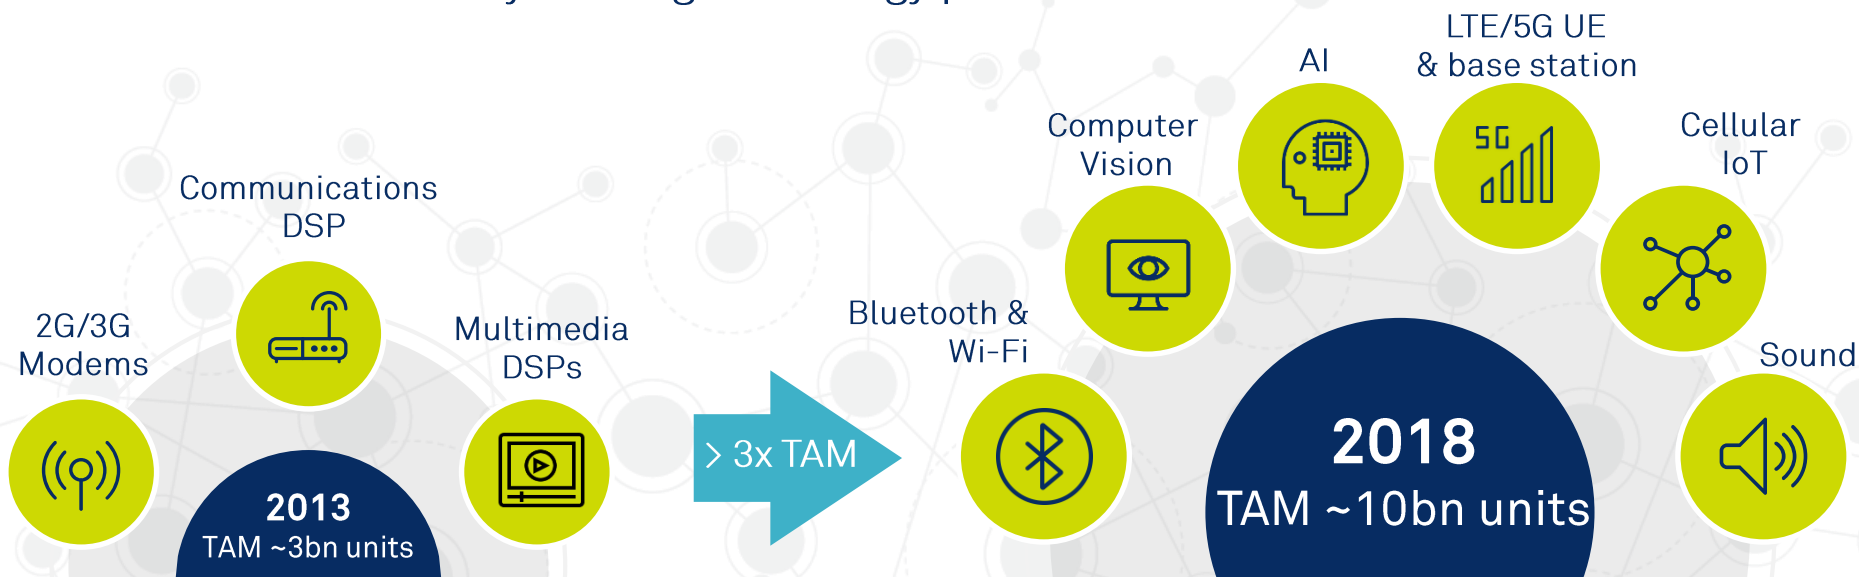 2G/3G
Modems
Communications
DSP
Multimedia
DSPs
2013
TAM ~3bn units
> 3x TAM
Bluetooth &
Wi-Fi
Computer
Vision
AI
LTE/5G UE
& base station
5G
Cellular
IoT
Sound
2018
TAM ~10bn units